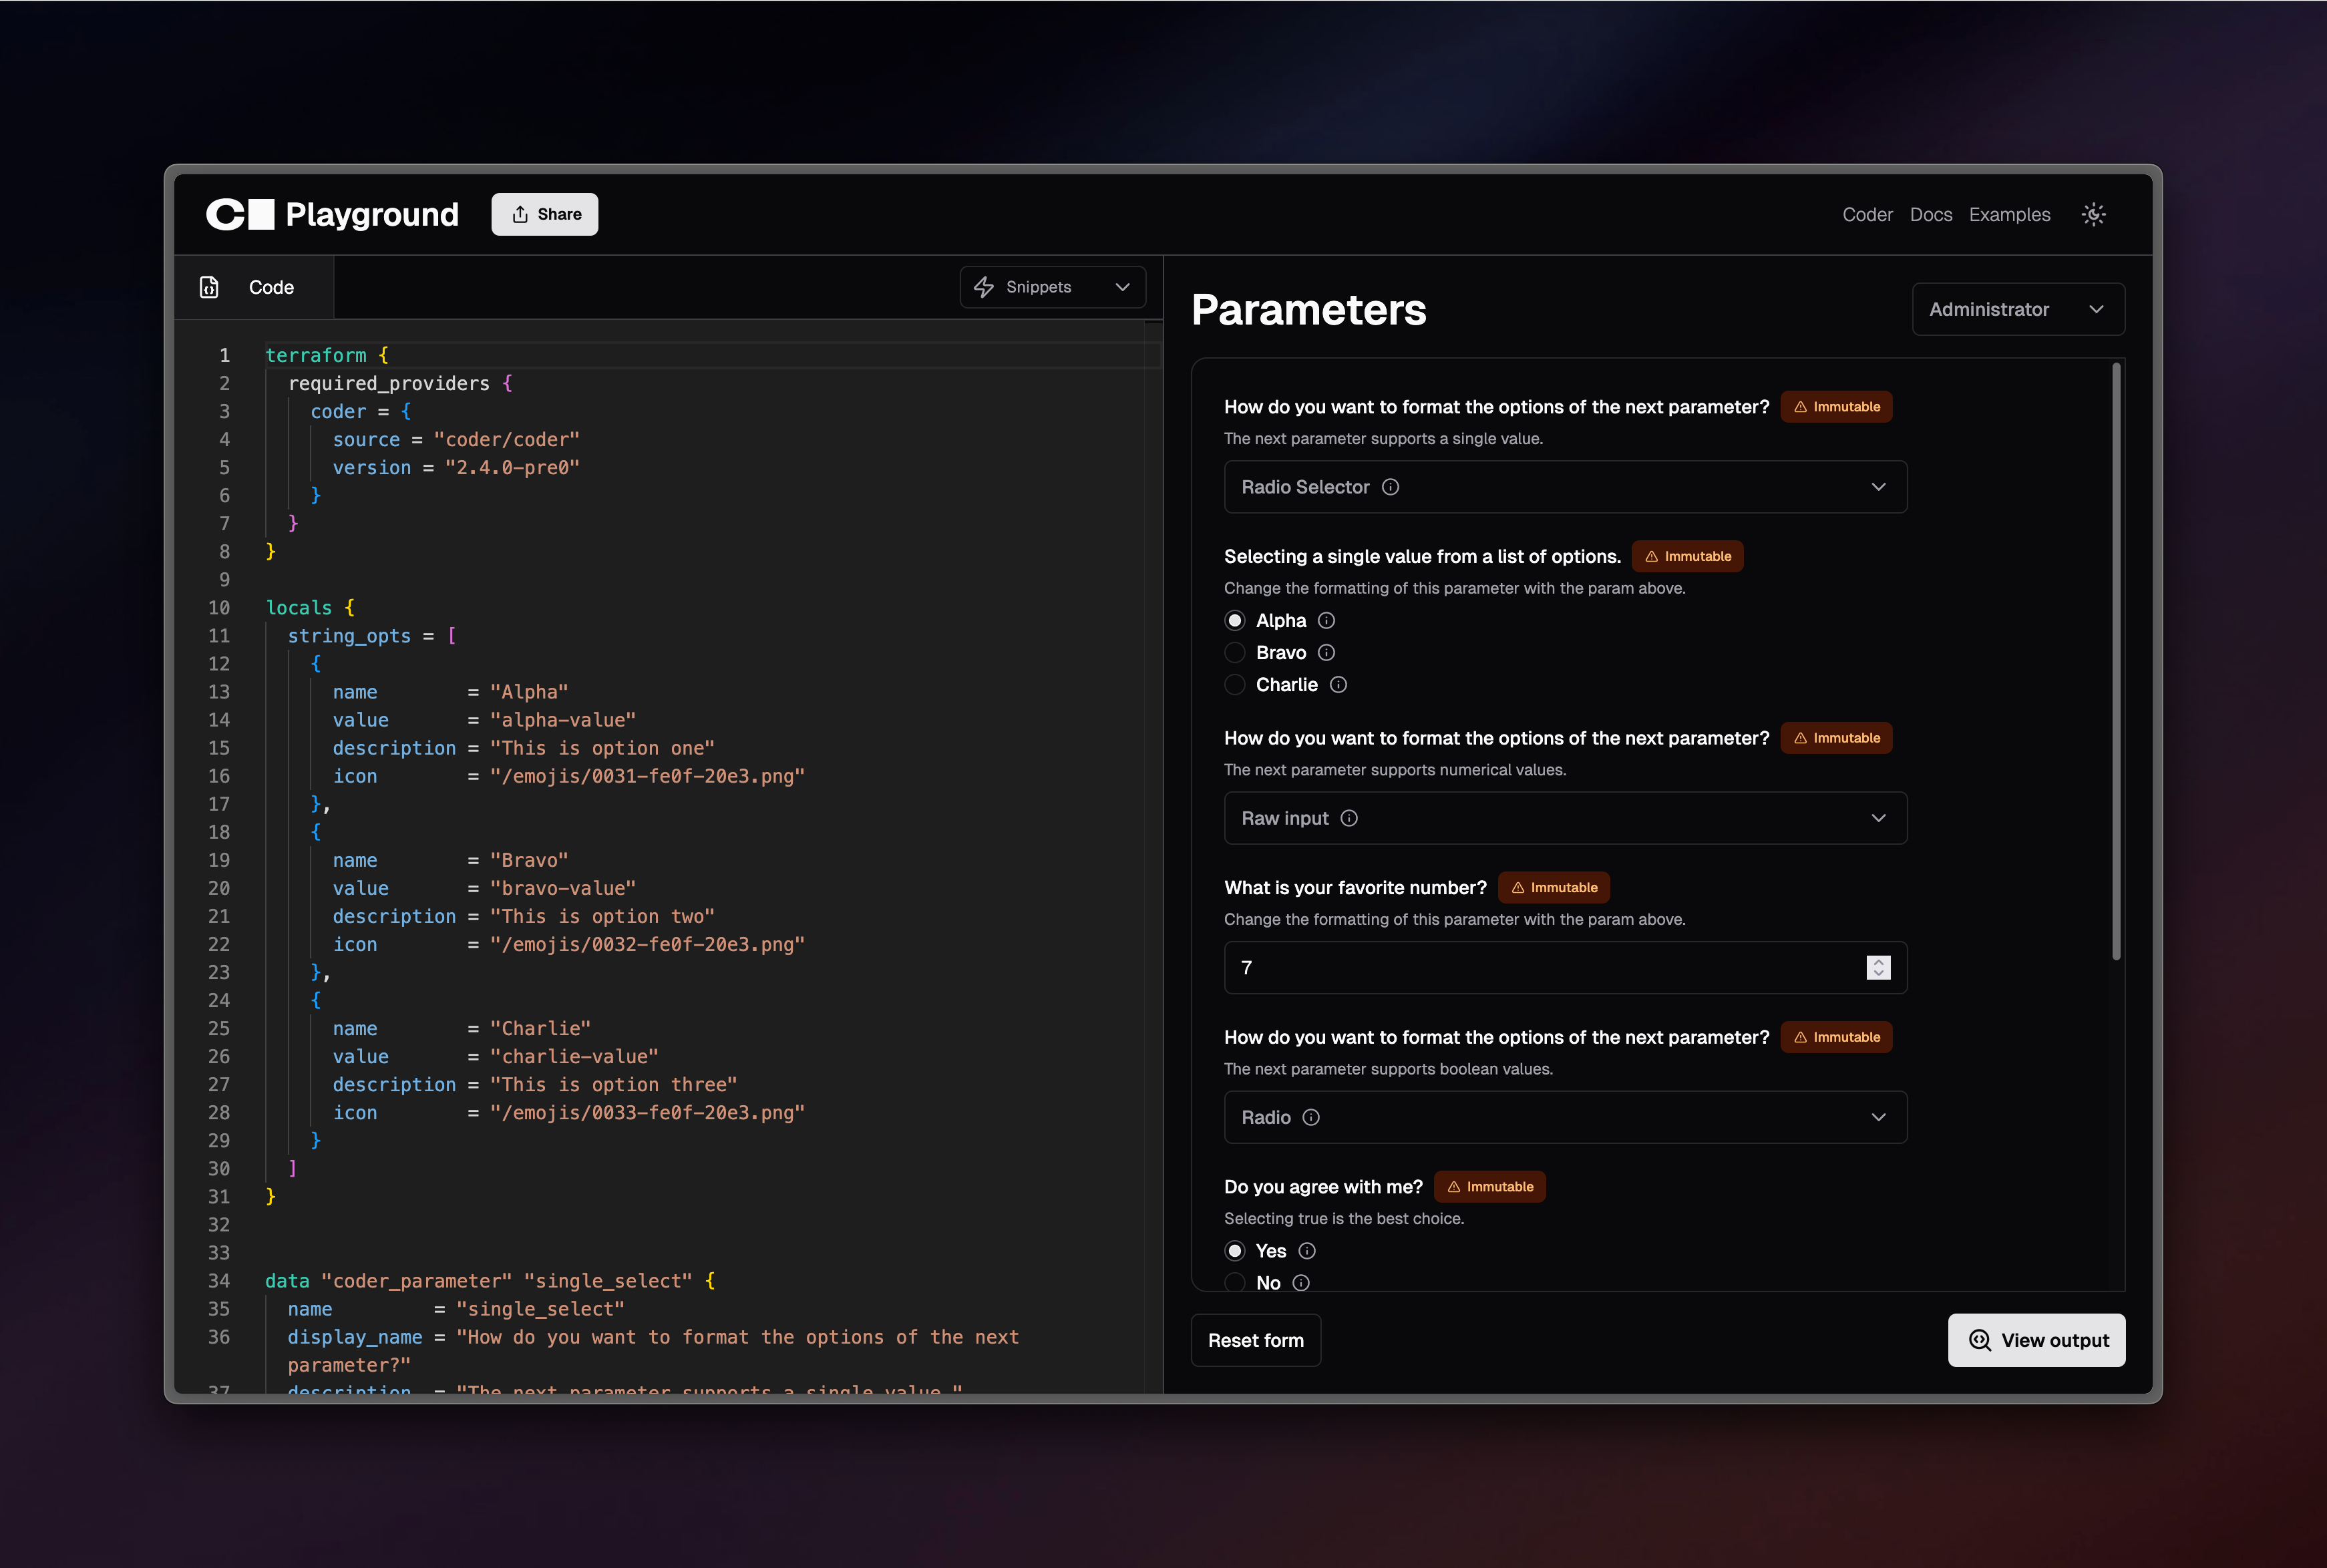 Playground
Share
Coder Docs Examples
Code
Snippets
1 terraform {
2 required_providers {
3 coder = {
4 source = "coder/coder"
5 version = "2.4.0-pre0"
6 }
7 }
8 }
9
10 locals {
11 string_opts = [
12 {
13 name = "Alpha"
14 value = "alpha-value"
15 description = "This is option one"
16 icon = "/emojis/0031-fe0f-20e3.png"
17 },
18 {
19 name = "Bravo"
20 value = "bravo-value"
21 description = "This is option two"
22 icon = "/emojis/0032-fe0f-20e3.png"
23 },
24 {
25 name = "Charlie"
26 value = "charlie-value"
27 description = "This is option three"
28 icon = "/emojis/0033-fe0f-20e3.png"
29 }
30 ]
31 }
32
33
34 data "coder_parameter" "single_select" {
35 name = "single_select"
36 display_name = "How do you want to format the options of the next
parameter?"
37 description = "The next parameter supports a single value."
Parameters
Administrator
How do you want to format the options of the next parameter? Immutable
The next parameter supports a single value.
Radio Selector
Selecting a single value from a list of options. Immutable
Change the formatting of this parameter with the param above.
Alpha
Bravo
Charlie
How do you want to format the options of the next parameter? Immutable
The next parameter supports numerical values.
Raw input
What is your favorite number? Immutable
Change the formatting of this parameter with the param above.
7
How do you want to format the options of the next parameter? Immutable
The next parameter supports boolean values.
Radio
Do you agree with me? Immutable
Selecting true is the best choice.
Yes
No
Reset form
View output